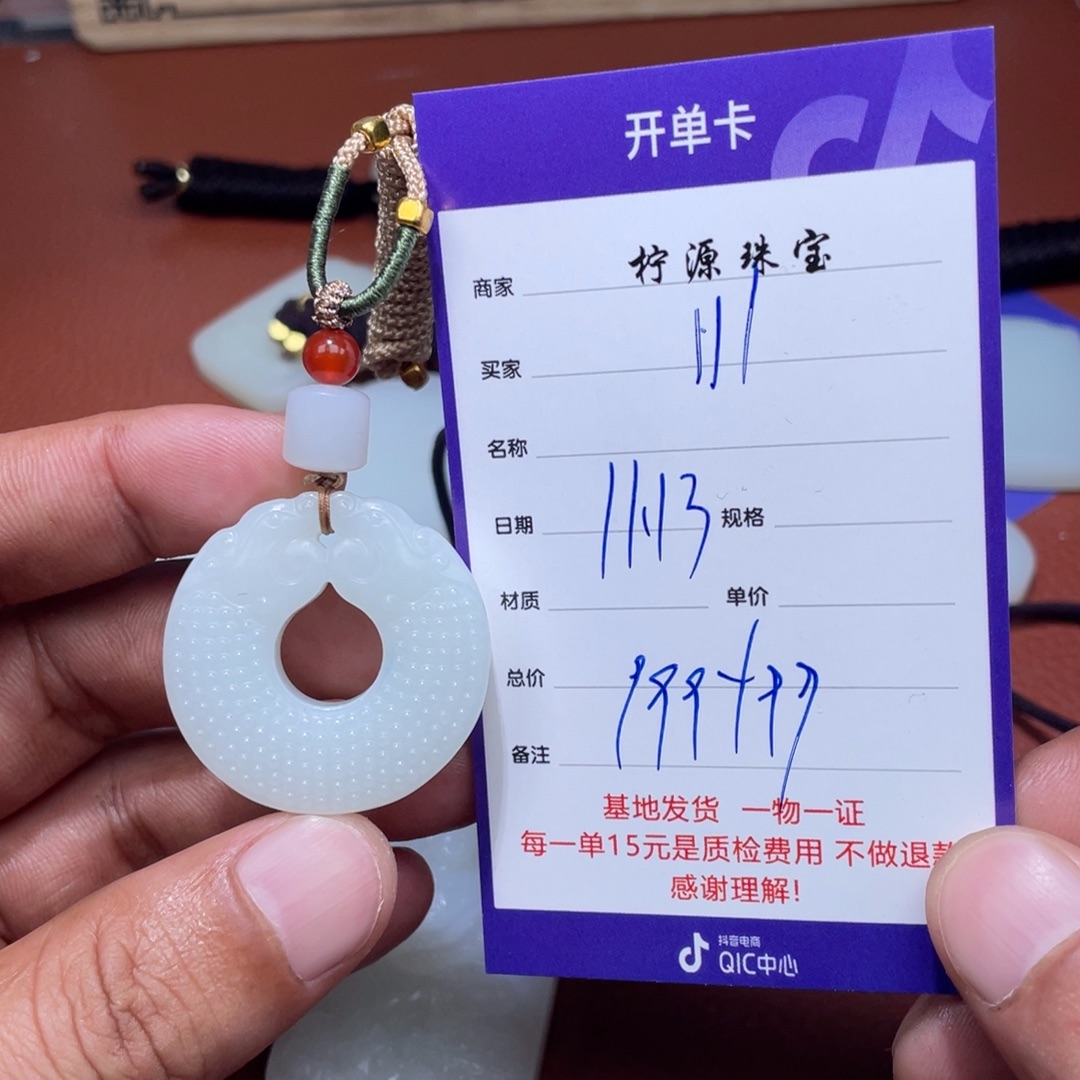 开单卡
商家 柠源珠宝
买家 111
名称
日期 11.13 规格
材质 单价
总价
备注
基地发货 一物一证
每一单15元是质检费用 不做退款
感谢理解!
抖音电商
QIC中心